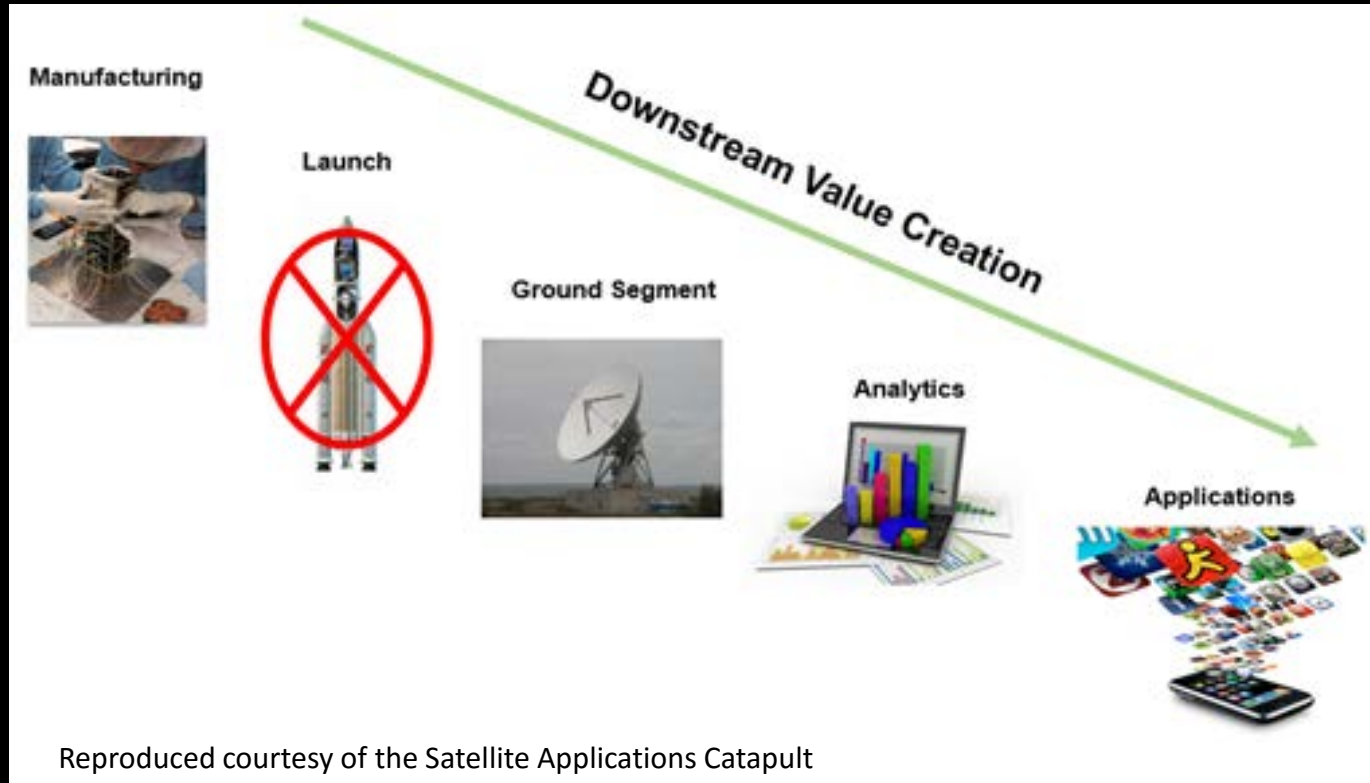 Manufacturing
Downstream Value Creation
Launch
Ground Segment
Analytics
Applications
Reproduced courtesy of the Satellite Applications Catapult